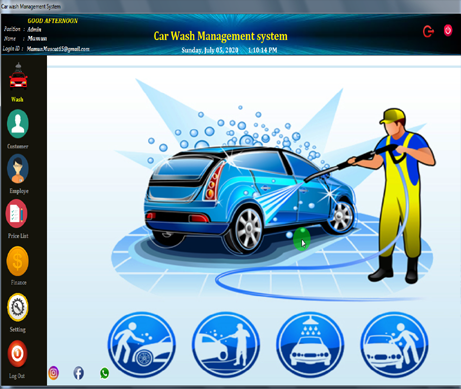 Car wash Management System
GOOD AFTERNOON
Position : Admin
Name : Mamun
Login ID : MamunMuscat15@gmail.com
Car Wash Management system
Sunday, July 05, 2020 1:10:14 PM
Wash
Customer
Employe
Price List
Finance
Setting
Log Out